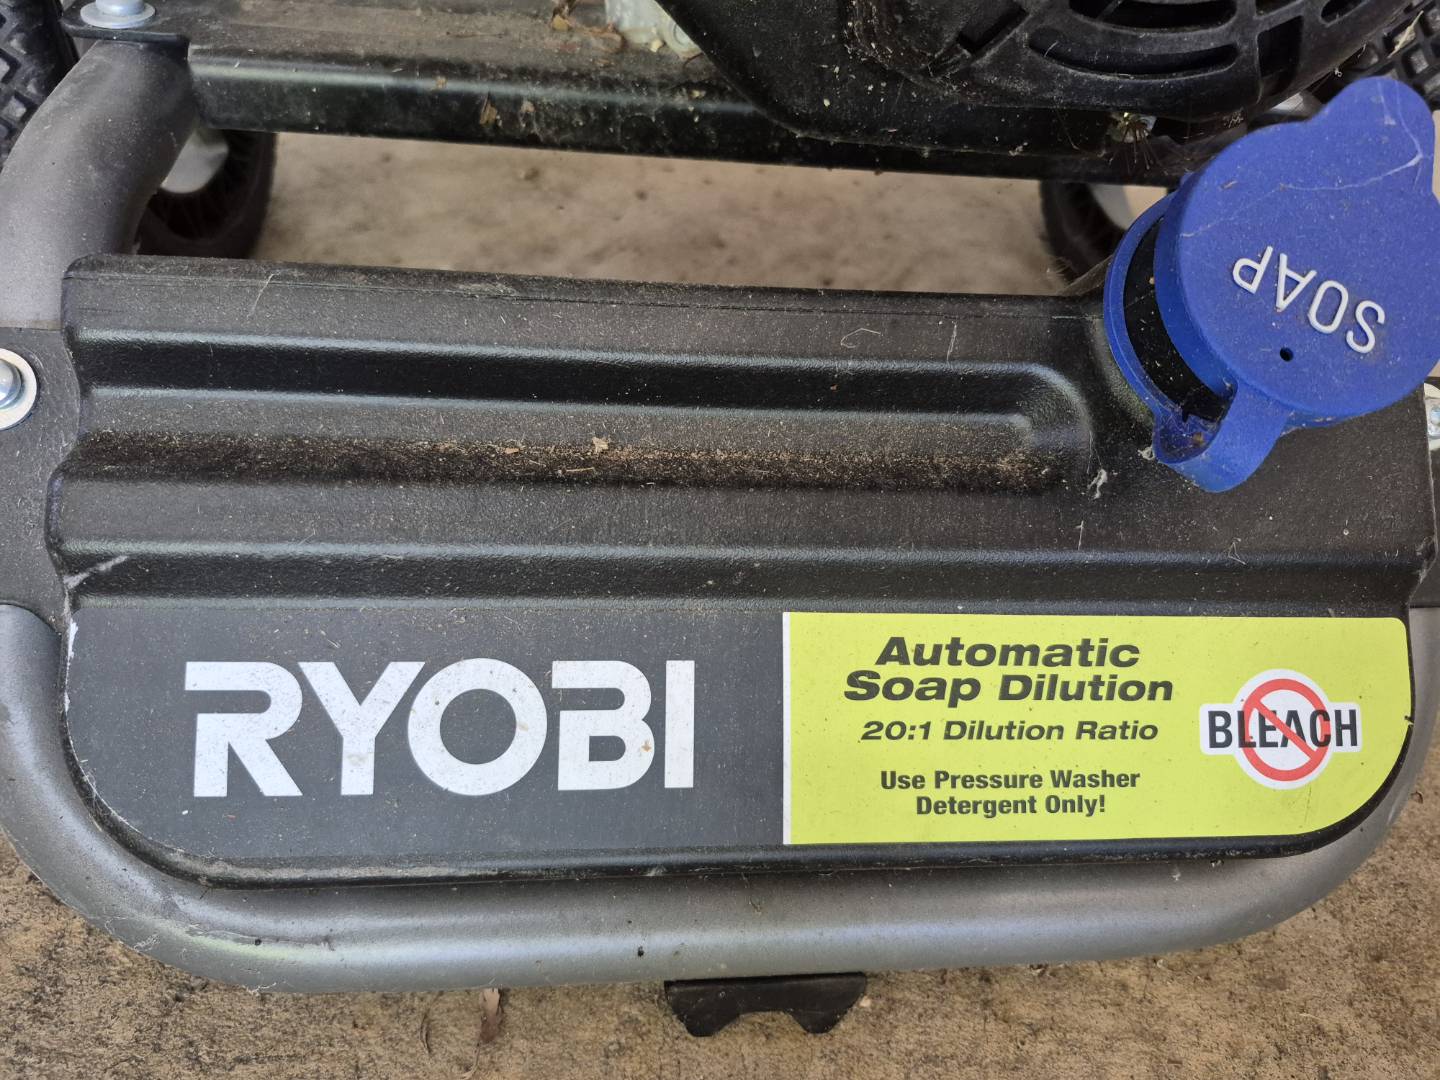 SOAP
RYOBI
Automatic
Soap Dilution
20:1 Dilution Ratio
Use Pressure Washer
Detergent Only!
BLEACH